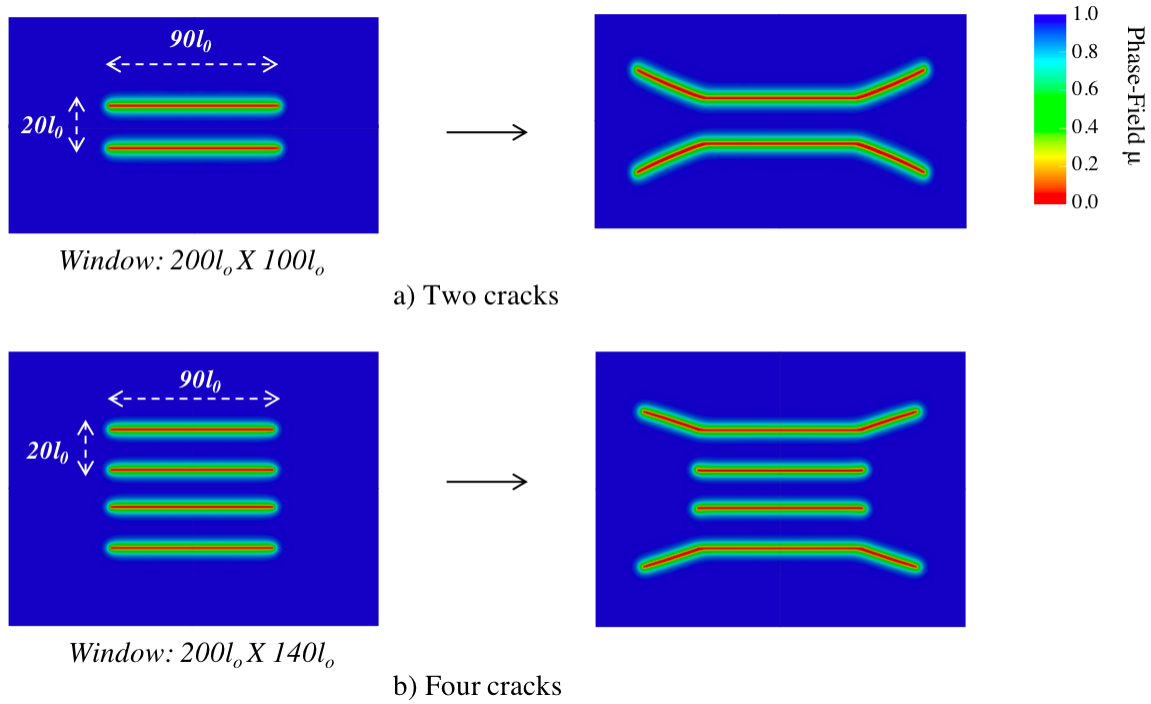 90l₀
20l₀
1.0
0.8
0.6
0.4
0.2
0.0
Phase-Field μ
Window: 200lₒ X 100lₒ
a) Two cracks
90l₀
20l₀
Window: 200lₒ X 140lₒ
b) Four cracks